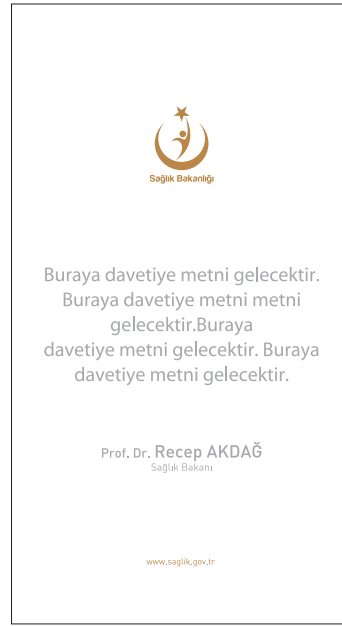 Sağlık Bakanlığı
Buraya davetiye metni gelecektir.
Buraya davetiye metni metni
gelecektir.Buraya
davetiye metni gelecektir. Buraya
davetiye metni gelecektir.
Prof. Dr. Recep AKDAĞ
Sağlık Bakanı
www.saglik.gov.tr